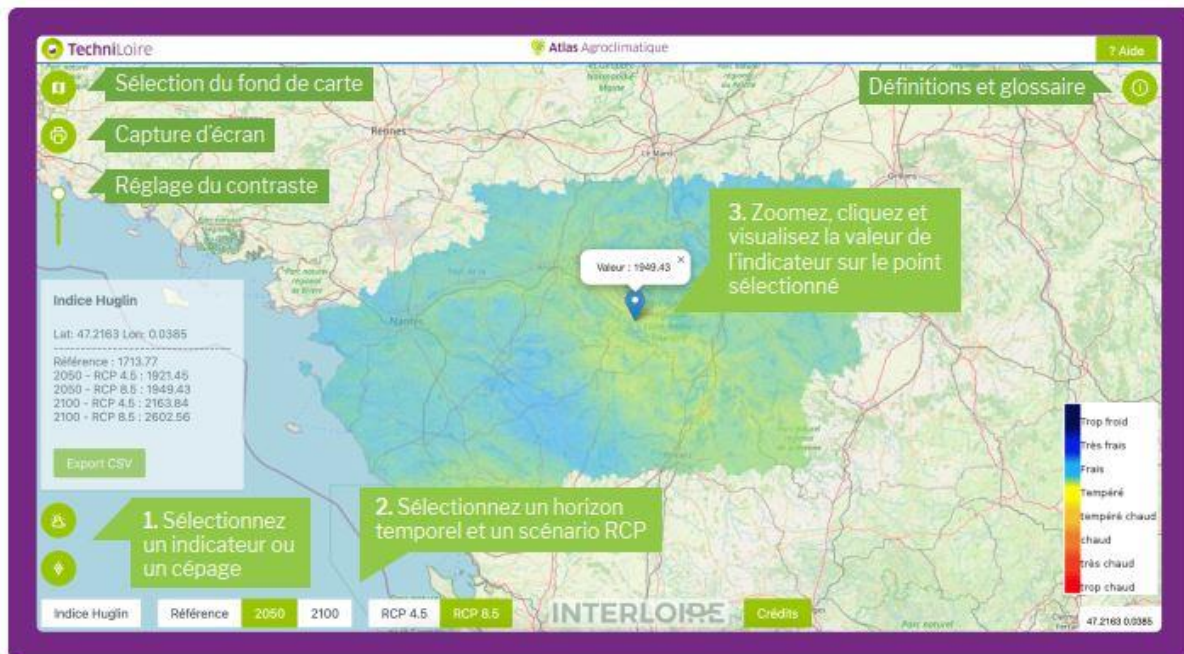 TechniLoire
Atlas Agroclimatique
? Aide
Sélection du fond de carte
Définitions et glossaire
Capture d'écran
Réglage du contraste
Rennes
Le Mans
Orléans
3. Zoomez, cliquez et
visualisez la valeur de
l'indicateur sur le point
sélectionné
Valeur : 1949.43
×
Nantes
Indice Huglin
Lat: 47.2163 Lon: 0.0385
Référence : 1713.77
2050 - RCP 4.5 : 1921.45
2050 - RCP 8.5 : 1949.43
2100 - RCP 4.5 : 2163.84
2100 - RCP 8.5 : 2602.56
Export CSV
Trop froid
Très frais
Frais
Tempéré
tempéré chaud
chaud
très chaud
trop chaud
1. Sélectionnez
un indicateur ou
un cépage
2. Sélectionnez un horizon
temporel et un scénario RCP
Indice Huglin
Référence
2050
2100
RCP 4.5
RCP 8.5
INTERLOIRE
Crédits
Parc naturel
47.2163 0.0385